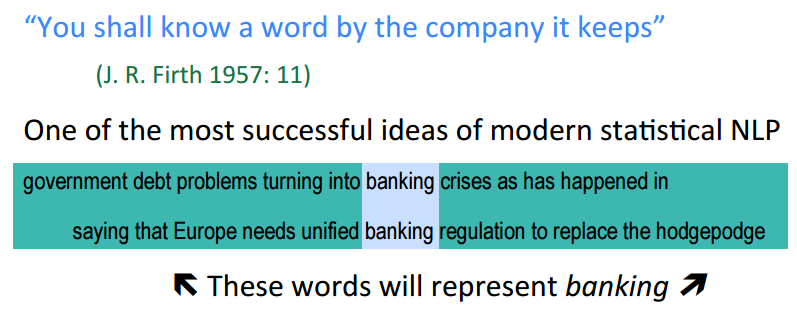 “You shall know a word by the company it keeps”
(J. R. Firth 1957: 11)
One of the most successful ideas of modern statistical NLP
government debt problems turning into banking crises as has happened in
saying that Europe needs unified banking regulation to replace the hodgepodge
These words will represent banking